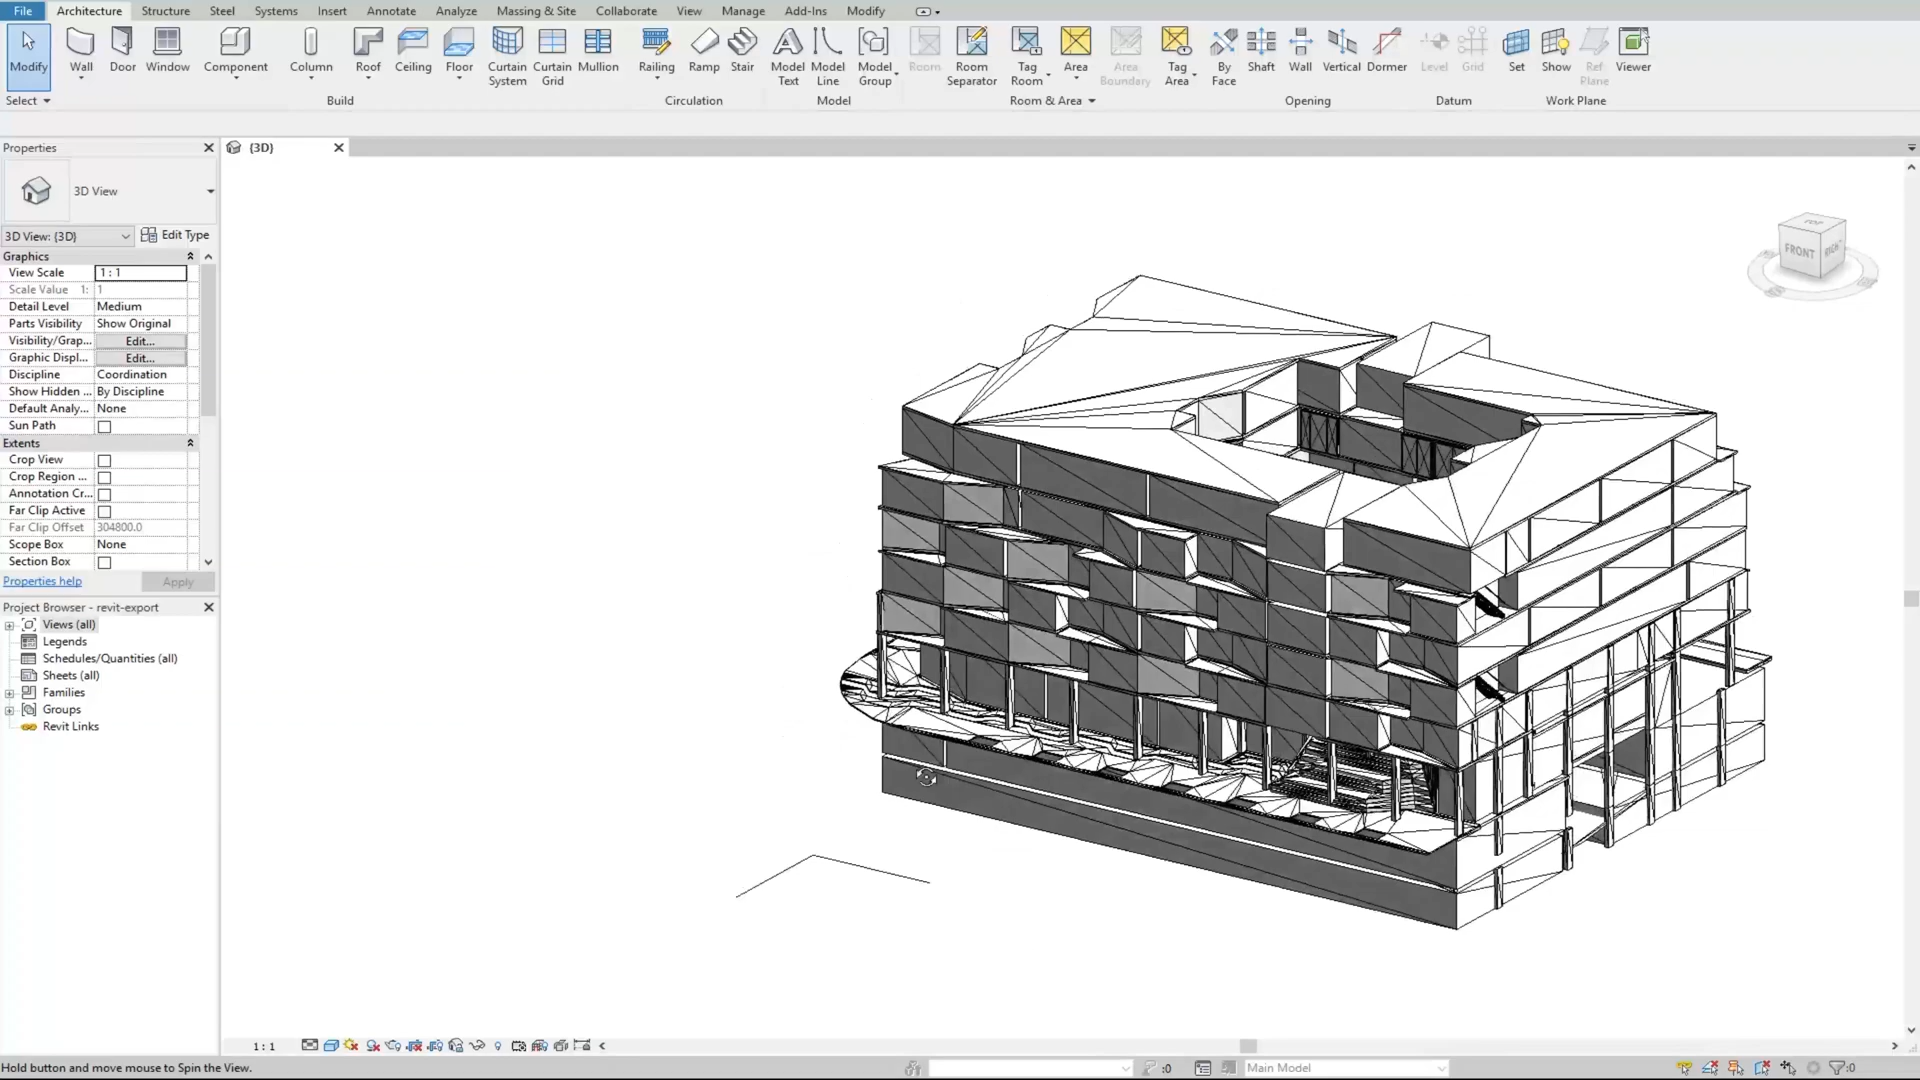 File Architecture Structure Steel Systems Insert Annotate Analyze Massing & Site Collaborate View Manage Add-Ins Modify
Modify Wall Door Window Component Column Roof Ceiling Floor Curtain System Curtain Grid Mullion Railing Ramp Stair Model Text Model Line Model Group Room Room Separator Tag Room Area Area Boundary Tag Area By Face Shaft Wall Vertical Dormer Level Grid Set Show Ref Plane Viewer
Select Build Circulation Model Room & Area Opening Datum Work Plane
Properties
{3D}
3D View
3D View: {3D} Edit Type
Graphics
View Scale 1 : 1
Scale Value 1: 1
Detail Level Medium
Parts Visibility Show Original
Visibility/Grap... Edit...
Graphic Displ... Edit...
Discipline Coordination
Show Hidden ... By Discipline
Default Analy... None
Sun Path
Extents
Crop View
Crop Region ...
Annotation Cr...
Far Clip Active
Far Clip Offset 304800.0
Scope Box None
Section Box
Properties help Apply
Project Browser - revit-export
Views (all)
Legends
Schedules/Quantities (all)
Sheets (all)
Families
Groups
Revit Links
TOP
FRONT RIGHT
1 : 1
Hold button and move mouse to Spin the View.
:0
Main Model
:0